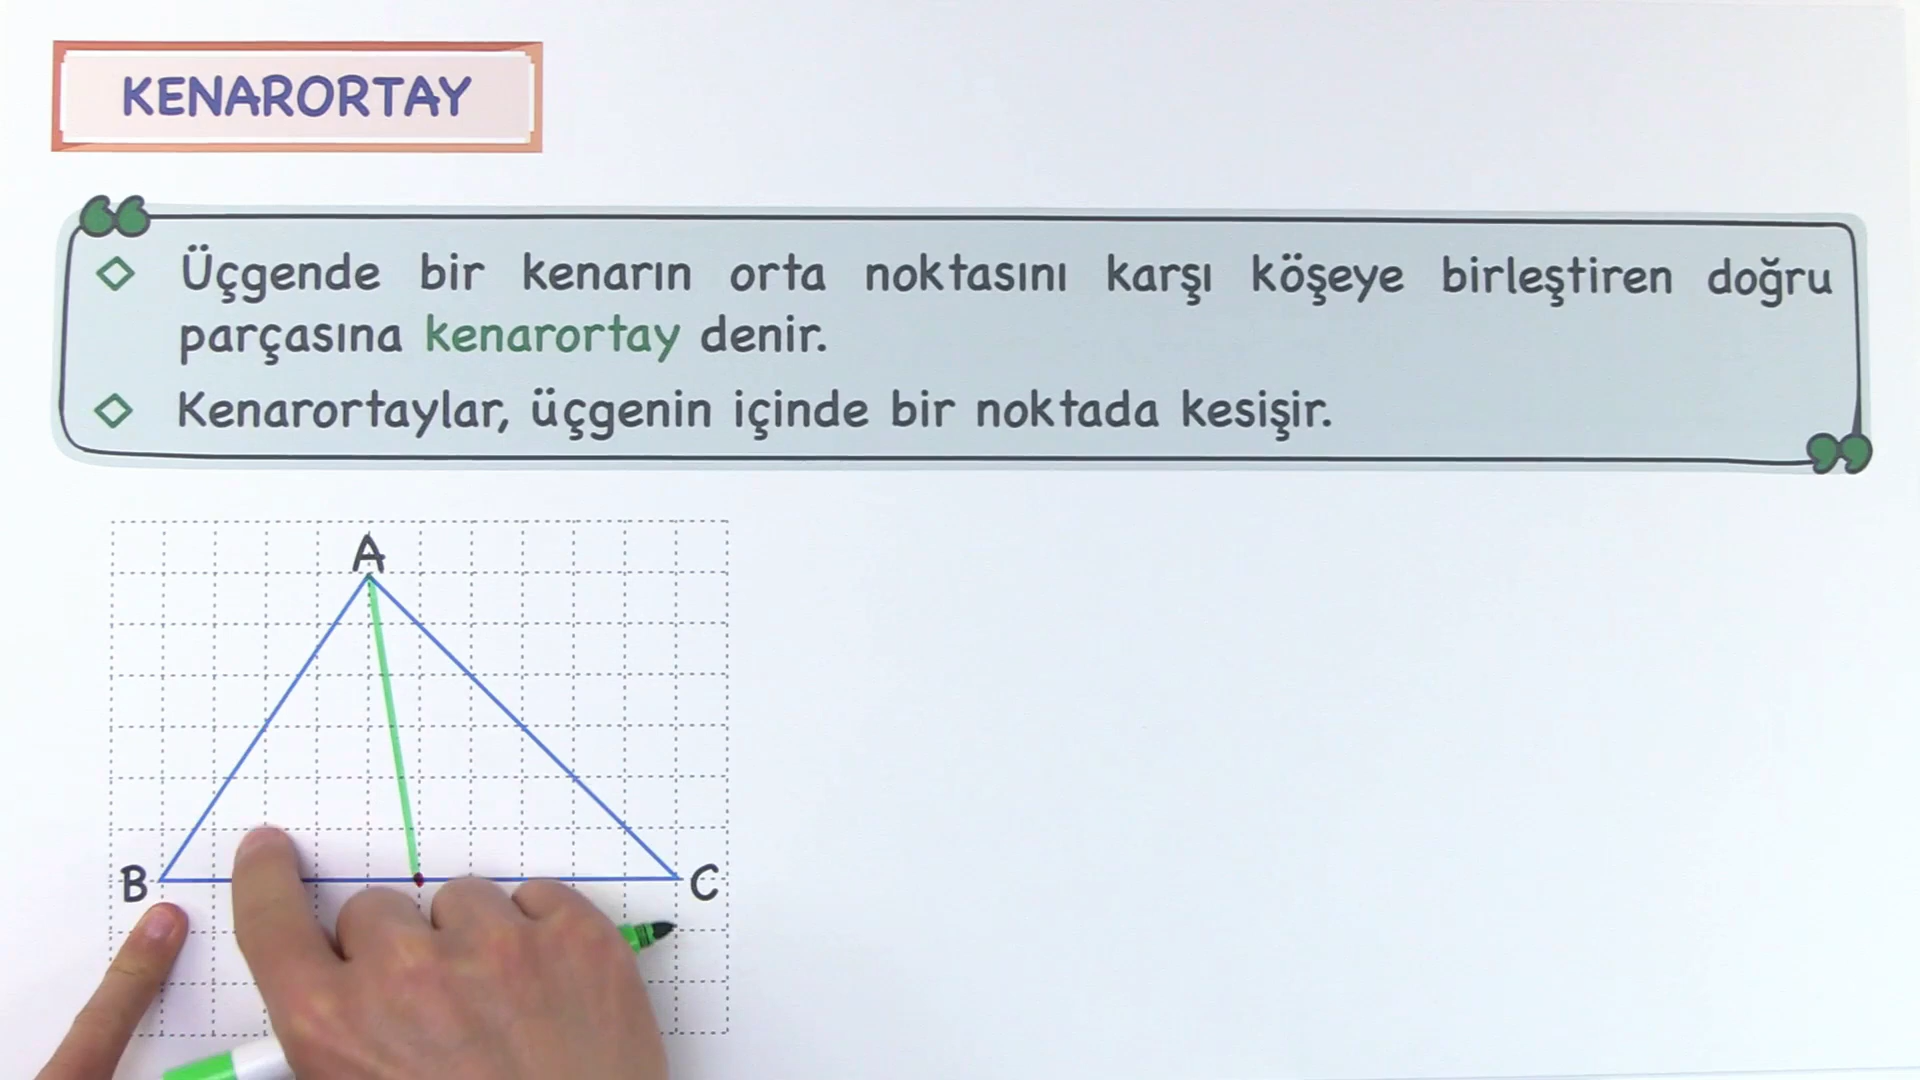 KENARORTAY
Üçgende bir kenarın orta noktasını karşı köşeye birleştiren doğru
parçasına kenarortay denir.
Kenarortaylar, üçgenin içinde bir noktada kesişir.
A
B
C